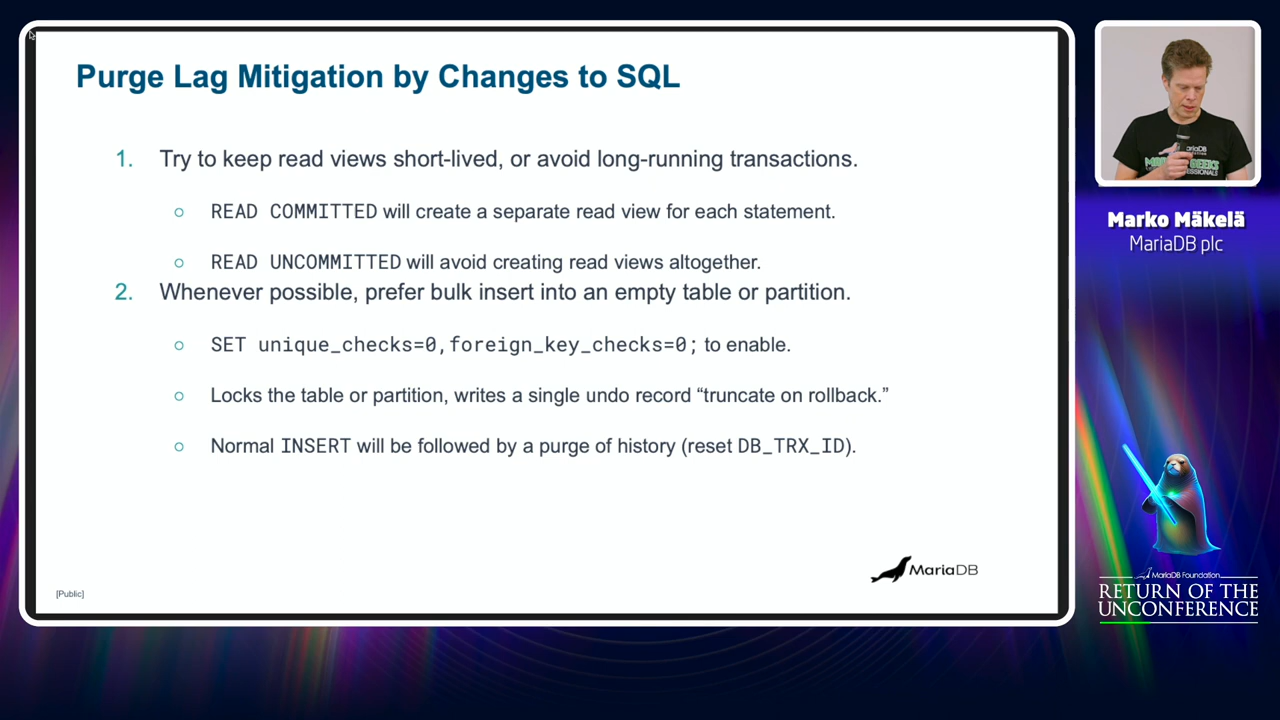 Purge Lag Mitigation by Changes to SQL
1. Try to keep read views short-lived, or avoid long-running transactions.
○ READ COMMITTED will create a separate read view for each statement.
○ READ UNCOMMITTED will avoid creating read views altogether.
2. Whenever possible, prefer bulk insert into an empty table or partition.
○ SET unique_checks=0,foreign_key_checks=0; to enable.
○ Locks the table or partition, writes a single undo record “truncate on rollback.”
○ Normal INSERT will be followed by a purge of history (reset DB_TRX_ID).
MariaDB
[Public]
Marko Mäkelä
MariaDB plc
MariaDB Foundation
RETURN OF THE
UNCONFERENCE